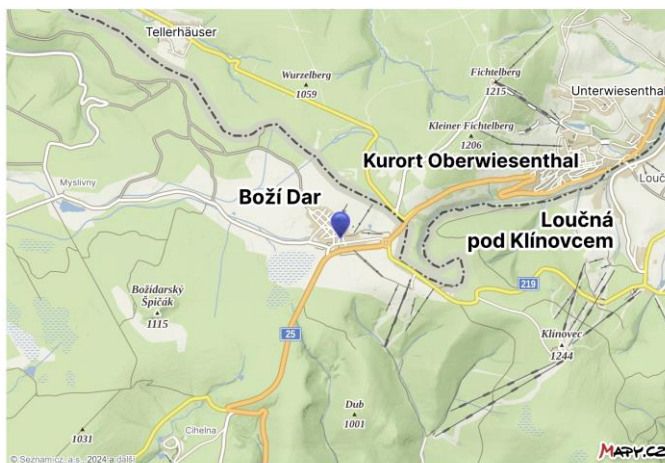 Tellerhäuser
Wurzelberg
1059
Fichtelberg
1215
Unterwiesenthal
Kleiner Fichtelberg
1206
Kurort Oberwiesenthal
Myslivny
Boží Dar
Loučná
pod Klínovcem
Božídarský
Špičák
1115
219
25
Klínovec
1244
Dub
1001
Cihelna
1031
© Seznam.cz, a.s., 2024 a další
MAPY.CZ